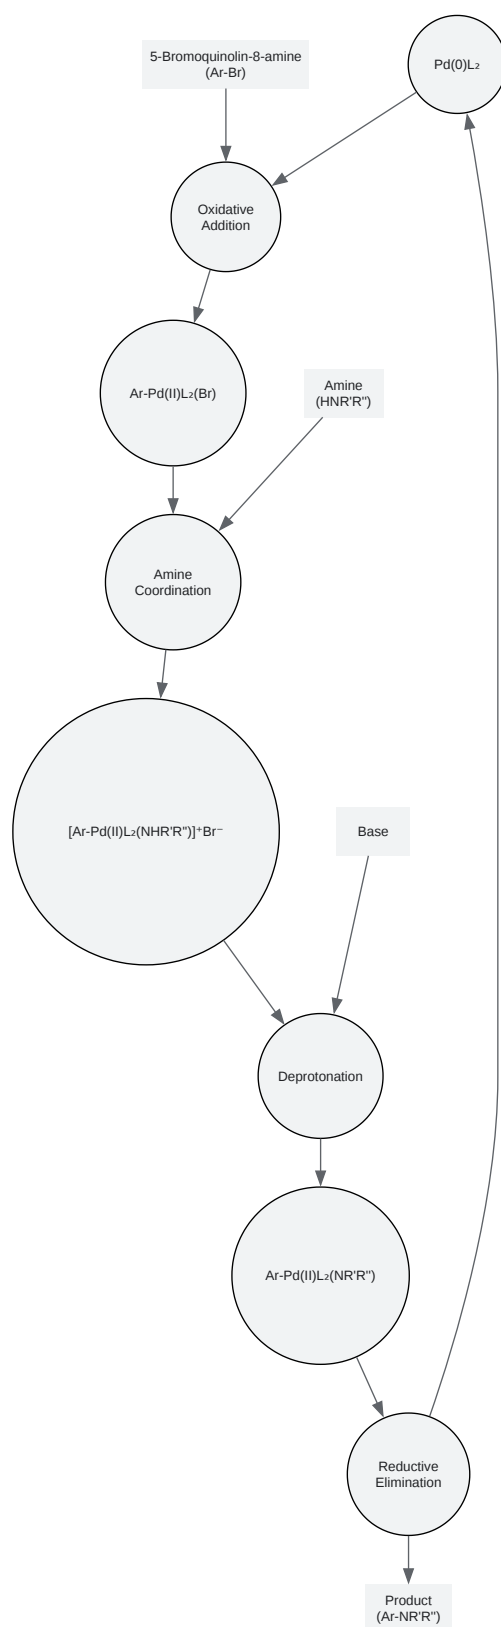 5-Bromoquinolin-8-amine
(Ar-Br)
Pd(0)L₂
Oxidative
Addition
Ar-Pd(II)L₂(Br)
Amine
(HNR'R'')
Amine
Coordination
[Ar-Pd(II)L₂(NHR'R'')]⁺Br⁻
Base
Deprotonation
Ar-Pd(II)L₂(NR'R'')
Reductive
Elimination
Product
(Ar-NR'R'')